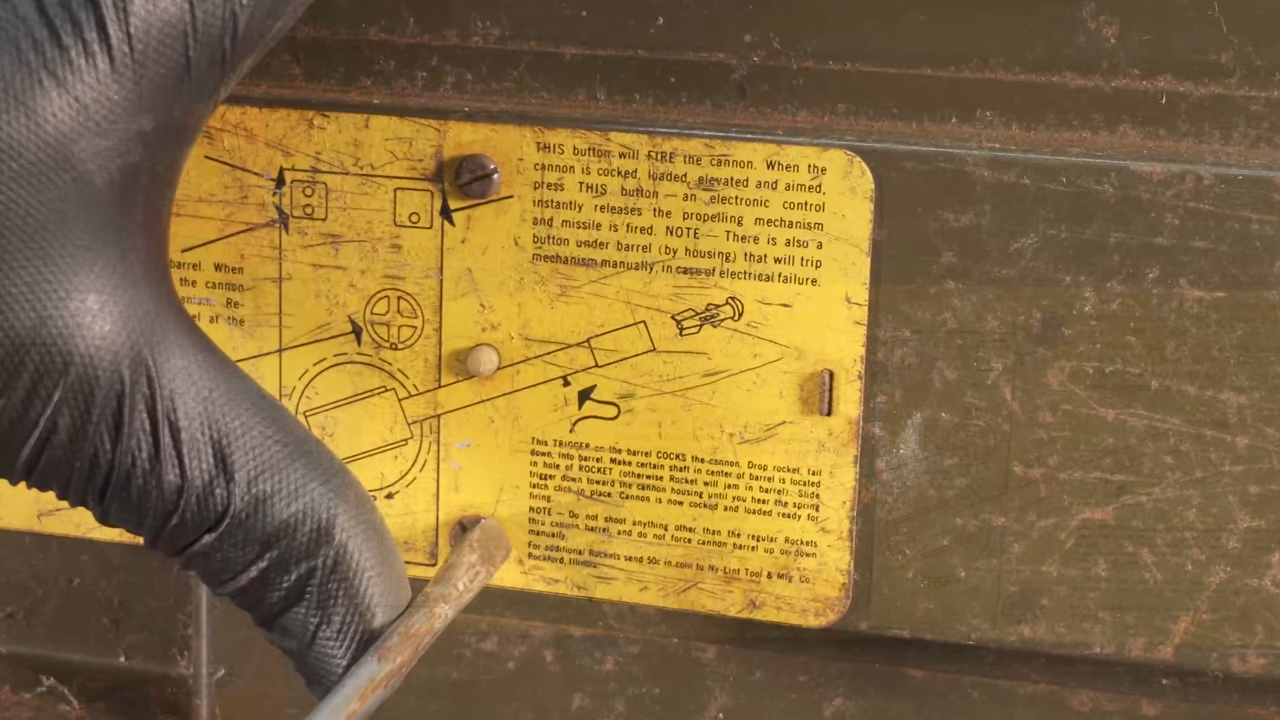 THIS button will FIRE the cannon. When the
cannon is cocked, loaded, elevated and aimed,
press THIS button — an electronic control
instantly releases the propelling mechanism
and missile is fired. NOTE — There is also a
button under barrel (by housing) that will trip
mechanism manually, in case of electrical failure.
barrel. When
the cannon
anism. Re-
el at the
This TRIGGER on the barrel COCKS the cannon. Drop rocket, tail
down, into barrel. Make certain shaft in center of barrel is located
in hole of ROCKET (otherwise Rocket will jam in barrel). Slide
trigger down toward the cannon housing until you hear the spring
latch click in place. Cannon is now cocked and loaded ready for
firing.
NOTE — Do not shoot anything other than the regular Rockets
thru cannon barrel, and do not force cannon barrel up or down
manually.
For additional Rockets send 50c in coin to Ny-Lint Tool & Mfg. Co.,
Rockford, Illinois.